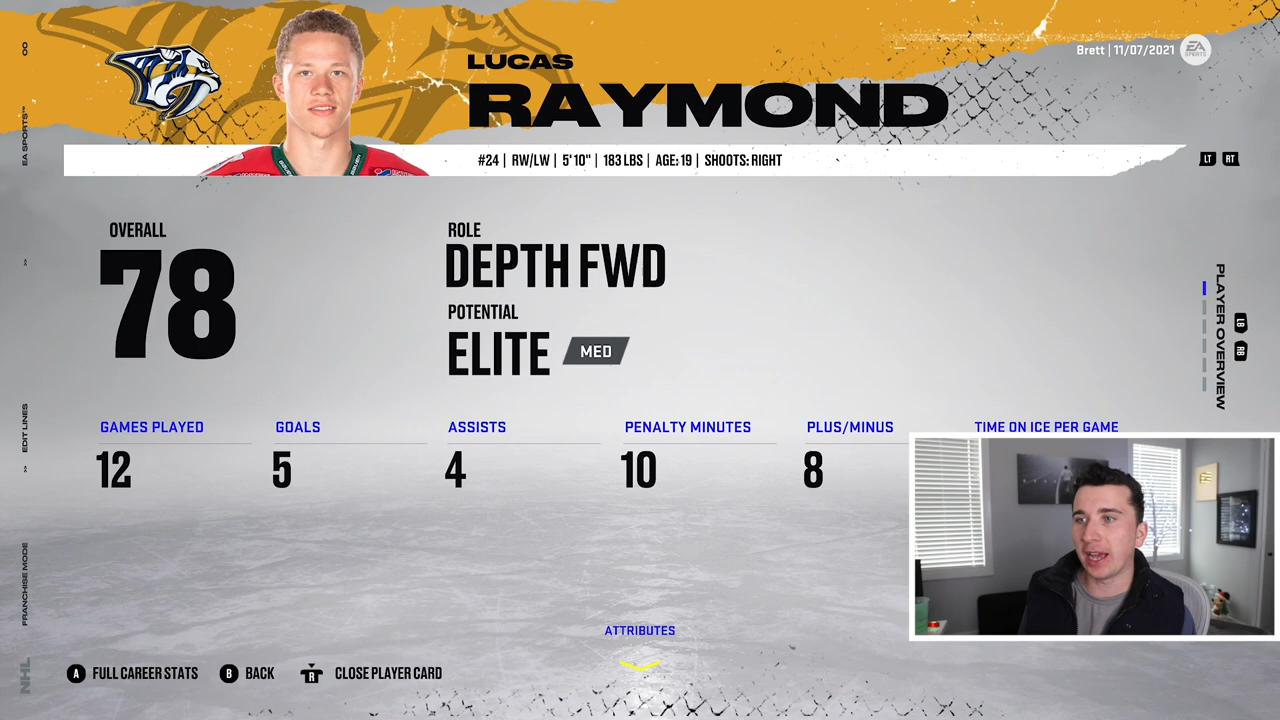 LUCAS
RAYMOND
Brett | 11/07/2021
EA SPORTS
#24 | RW/LW | 5'10" | 183 LBS | AGE: 19 | SHOOTS: RIGHT
LT RT
OVERALL
78
ROLE
DEPTH FWD
POTENTIAL
ELITE MED
PLAYER OVERVIEW
LB
RB
GAMES PLAYED GOALS ASSISTS PENALTY MINUTES PLUS/MINUS TIME ON ICE PER GAME
12 5 4 10 8
ATTRIBUTES
A FULL CAREER STATS B BACK R CLOSE PLAYER CARD
NHL FRANCHISE MODE >> EDIT LINES >> EA SPORTS™